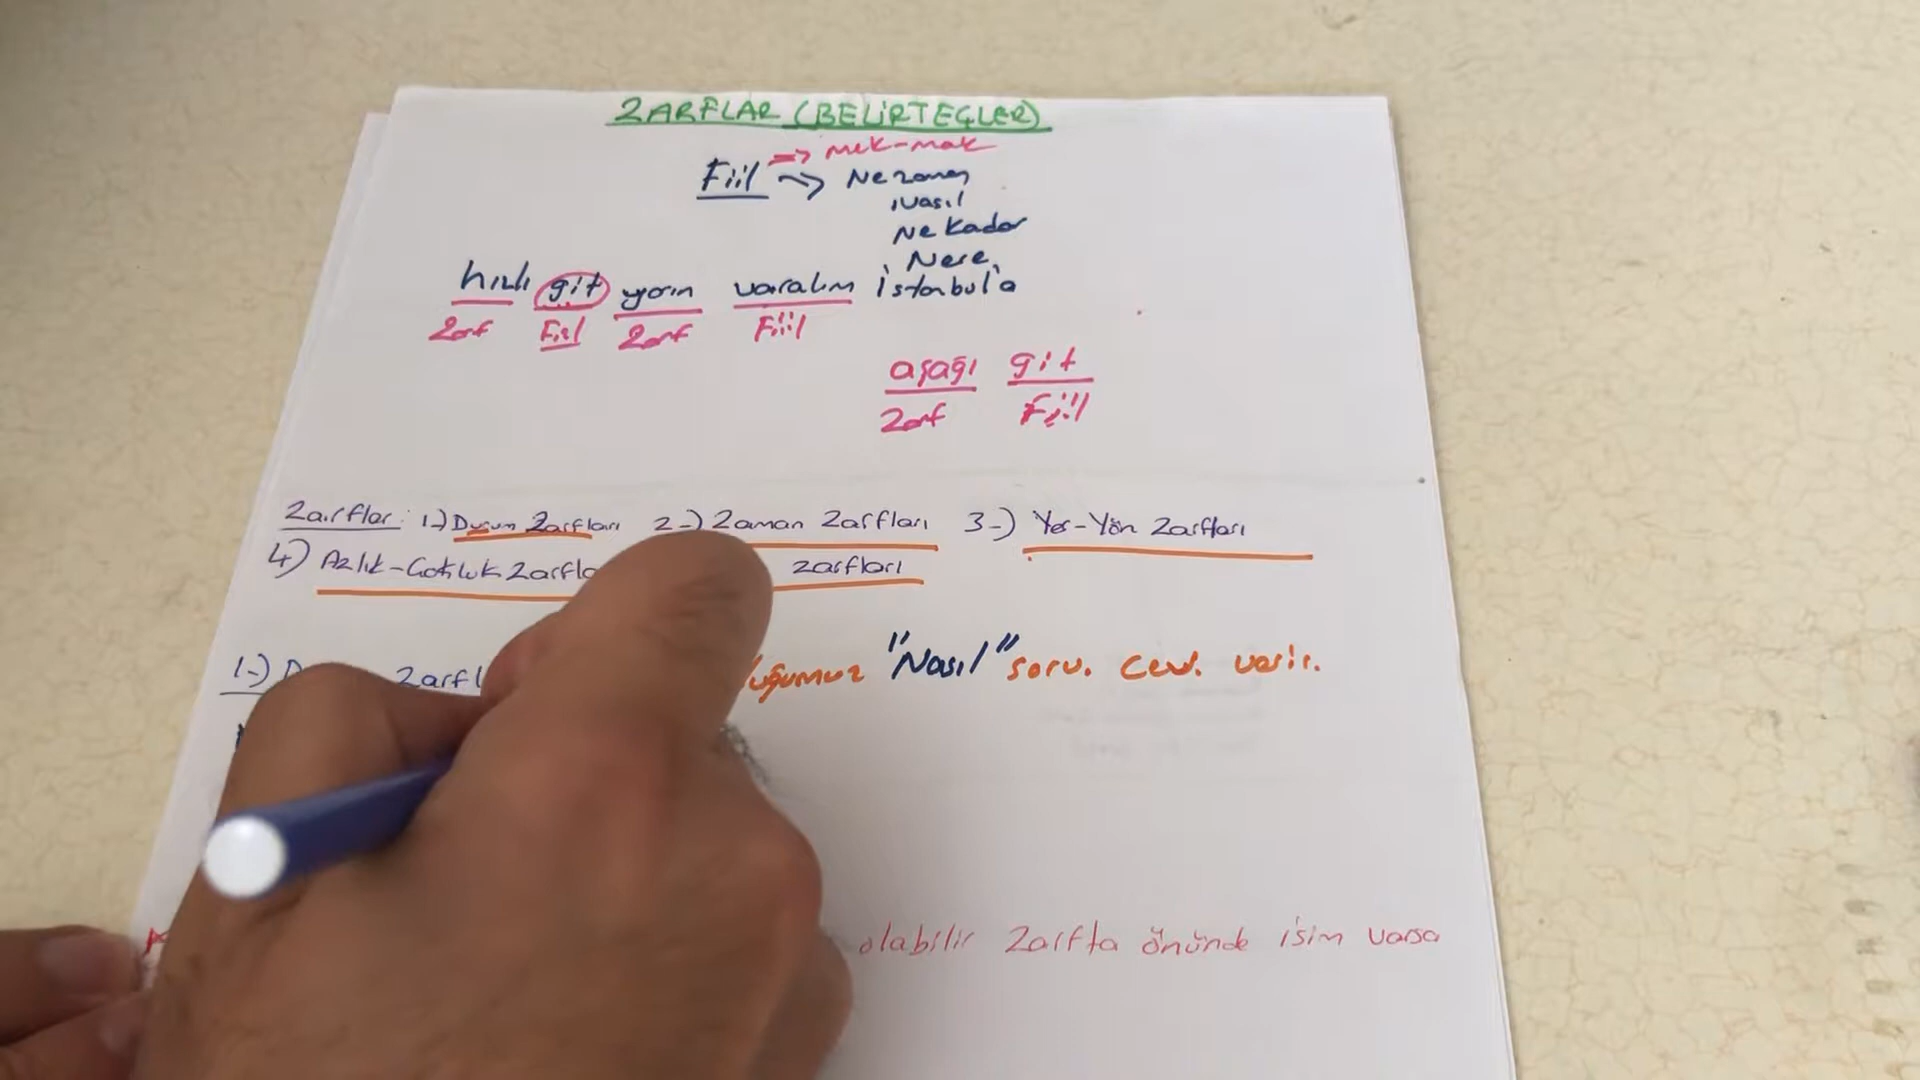 ZARFLAR (BELİRTEÇLER)
=> mek-mak
Fiil => Ne zaman
Nasıl
Ne kadar
Nere
hızlı git yarın varalım İstanbul'a
Zarf Fiil Zarf Fiil
aşağı git
Zarf Fiil
Zarflar: 1-) Durum Zarfları 2-) Zaman Zarfları 3-) Yer-Yön Zarfları
4) Azlık-Çokluk zarfları
1-) Zarfl "Nasıl" soru. cev. verir.
olabilir Zarfta önünde isim varsa